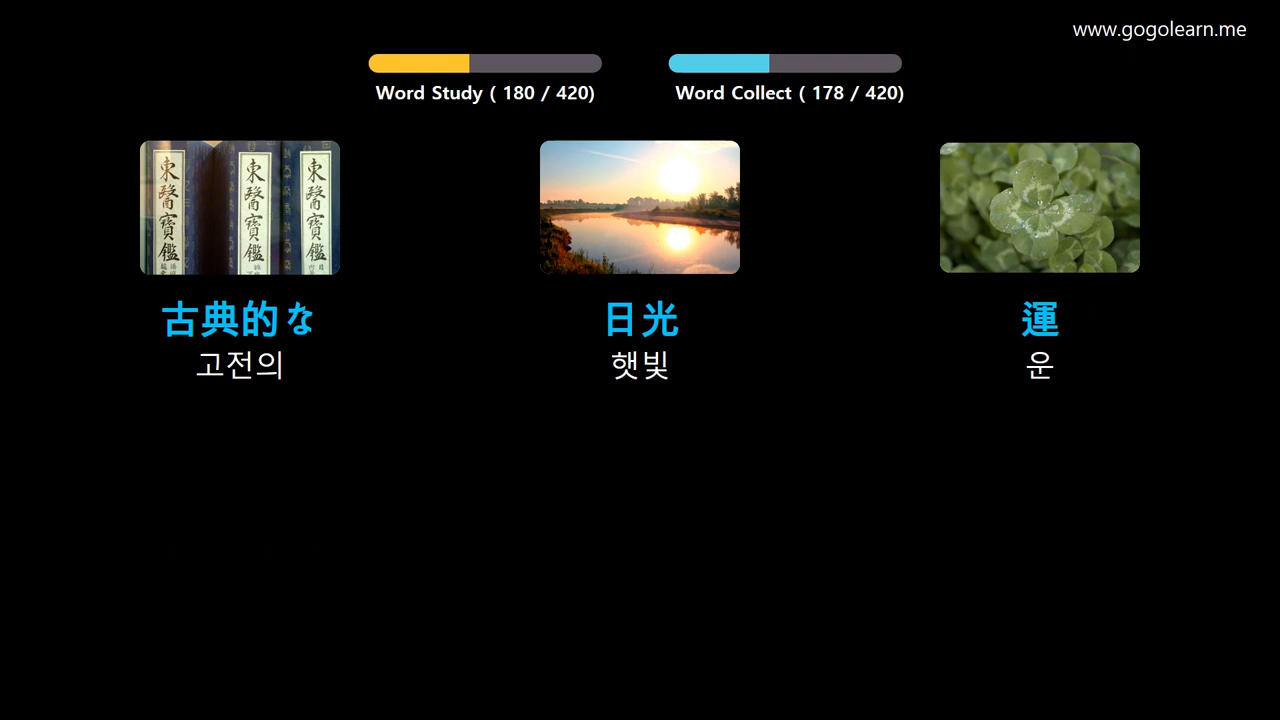 www.gogolearn.me
Word Study ( 180 / 420)
Word Collect ( 178 / 420)
東醫寶鑑
東醫寶鑑
東醫寶鑑
古典的な
고전의
日光
햇빛
運
운